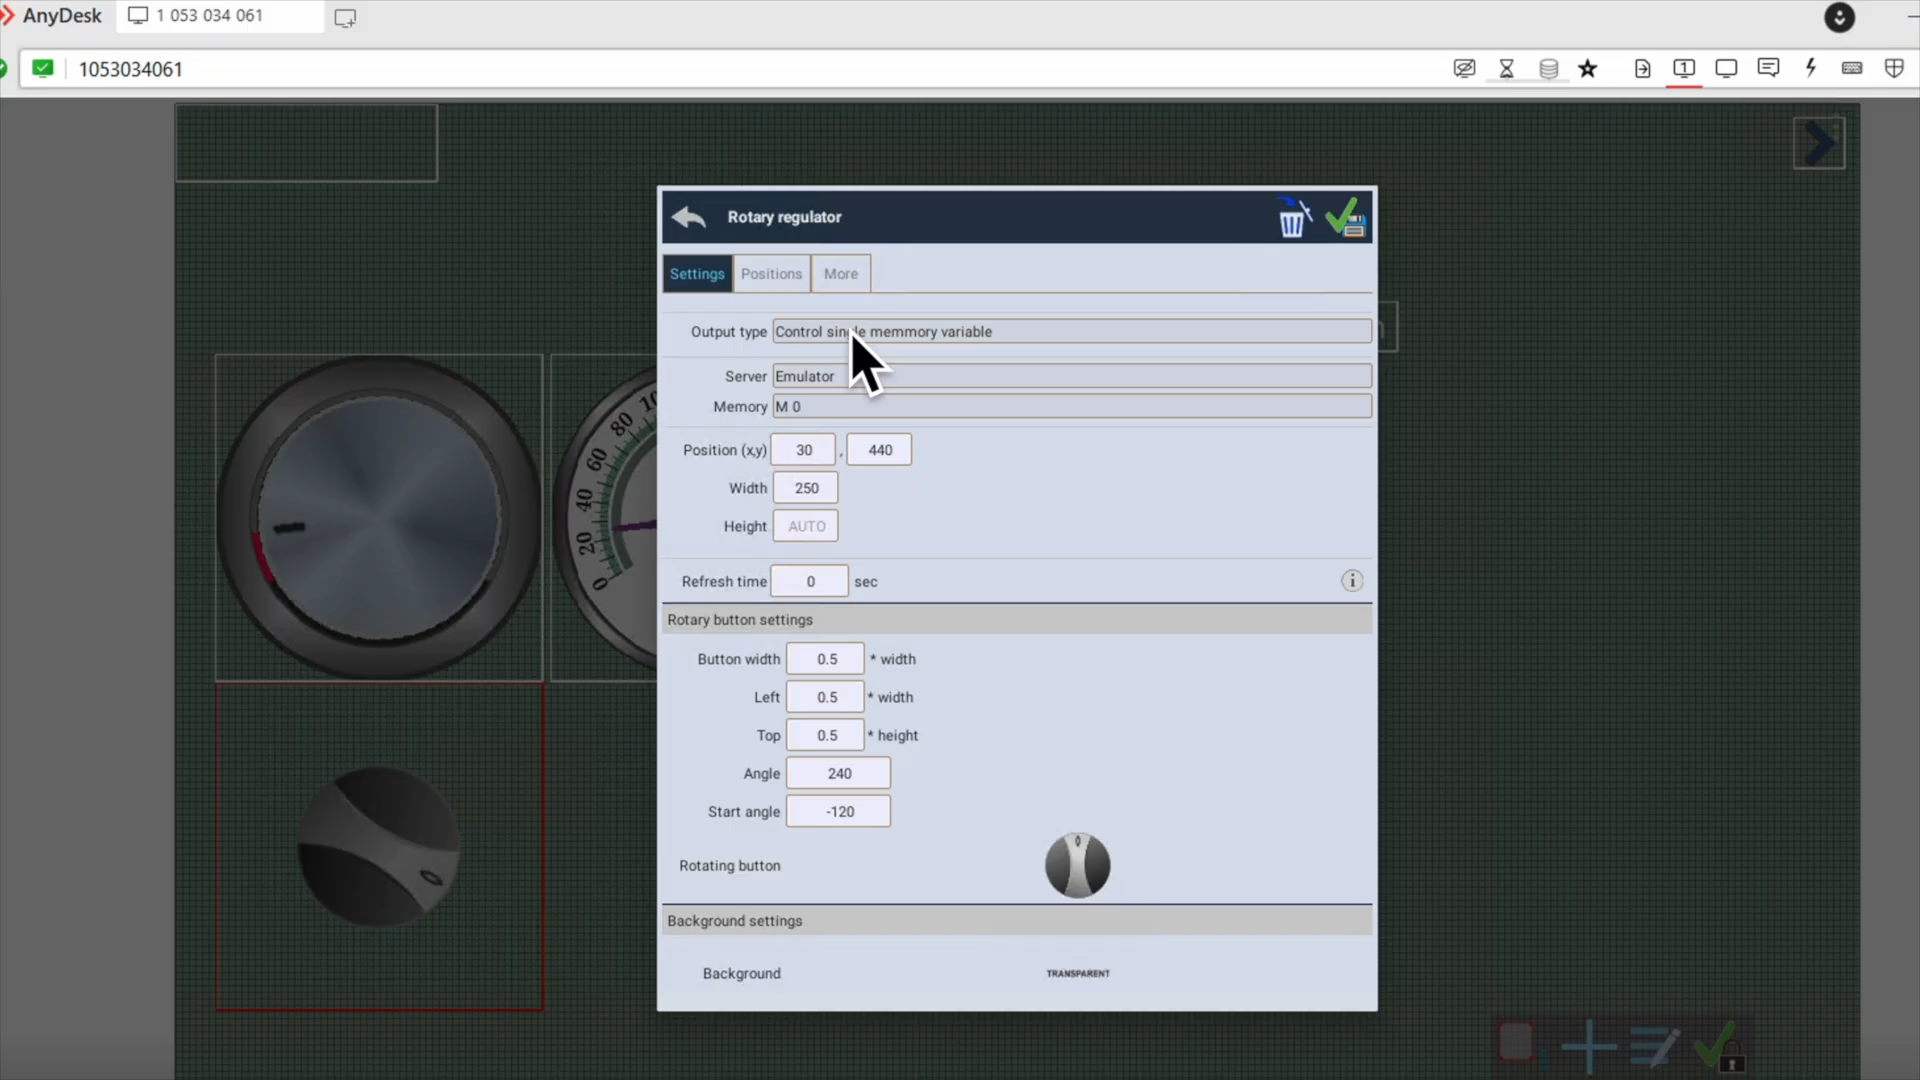 AnyDesk
1 053 034 061
1053034061
Rotary regulator
Settings
Positions
More
Output type
Control single memmory variable
Server
Emulator
Memory
M 0
Position (x,y)
30
,
440
Width
250
Height
AUTO
Refresh time
0
sec
Rotary button settings
Button width
0.5
* width
Left
0.5
* width
Top
0.5
* height
Angle
240
Start angle
-120
Rotating button
Background settings
Background
TRANSPARENT
80
60
40
20
0